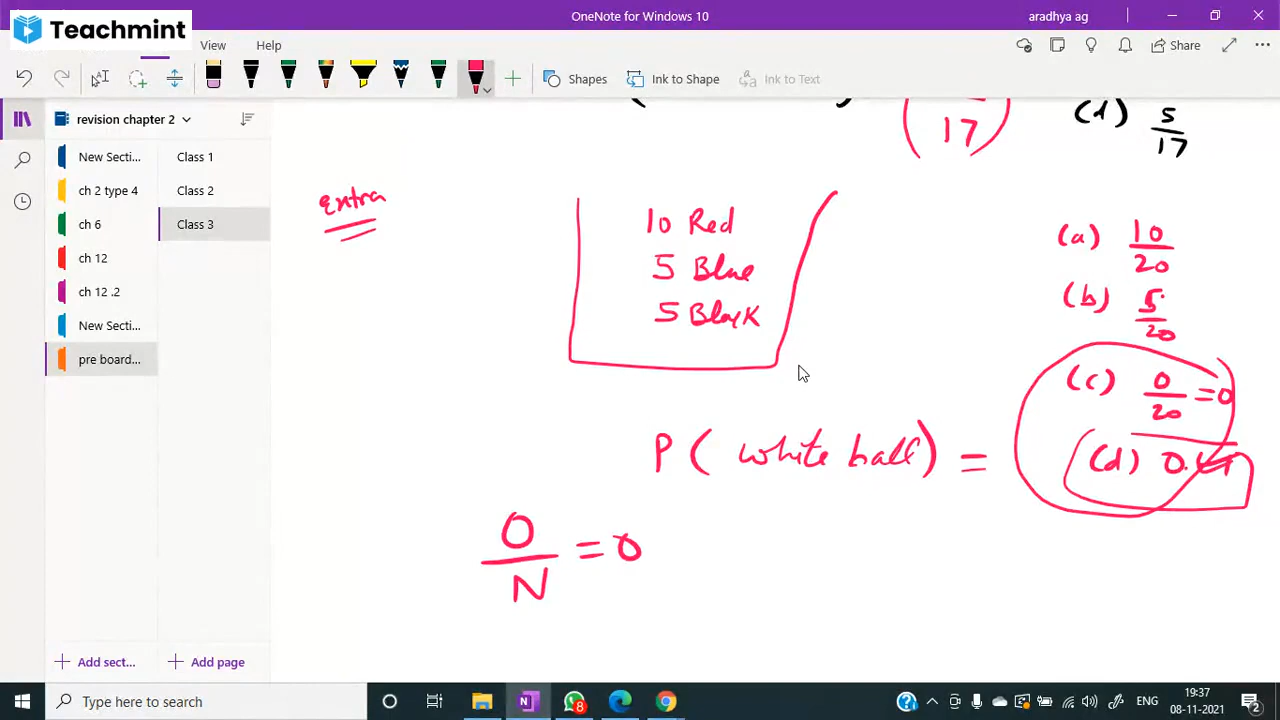 OneNote for Windows 10
aradhya ag
Teachmint
View Help
Share
Shapes
Ink to Shape
Ink to Text
revision chapter 2
New Secti...
ch 2 type 4
ch 6
ch 12
ch 12 .2
New Secti...
pre board...
Class 1
Class 2
Class 3
17
(d) 5/17
extra
10 Red
5 Blue
5 Black
(a) 10/20
(b) 5/20
(c) 0/20 = 0
(d) 0.
P( white ball) =
0/N = 0
Add sect...
Add page
Type here to search
8
ENG
19:37
08-11-2021
2